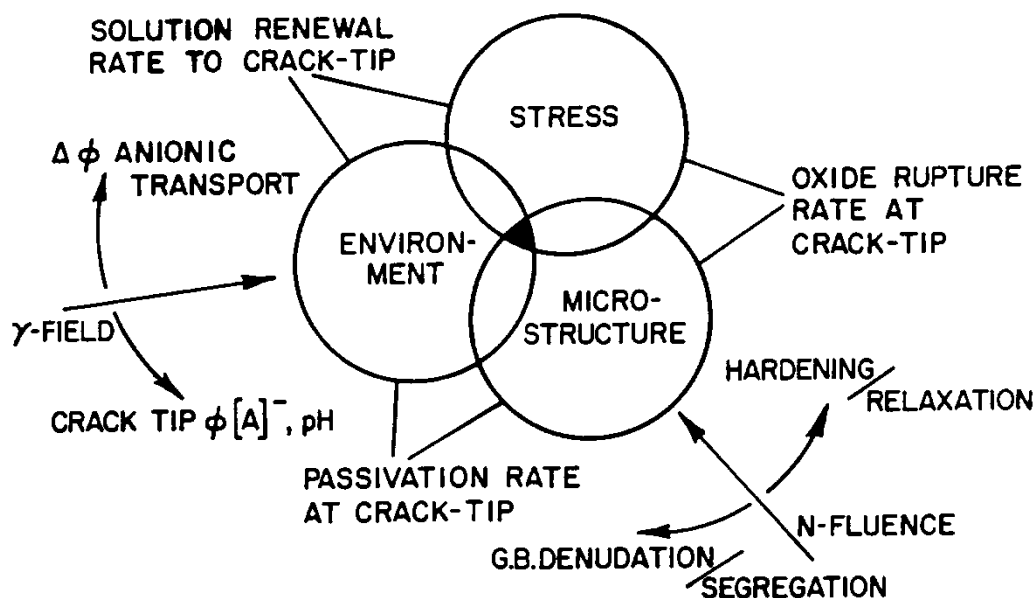 SOLUTION RENEWAL
RATE TO CRACK-TIP
STRESS
Δ ϕ ANIONIC
TRANSPORT
OXIDE RUPTURE
RATE AT
CRACK-TIP
ENVIRON-
MENT
MICRO-
STRUCTURE
γ-FIELD
HARDENING/
RELAXATION
CRACK TIP ϕ[A]⁻, pH
PASSIVATION RATE
AT CRACK-TIP
N-FLUENCE
G.B.DENUDATION/
SEGREGATION